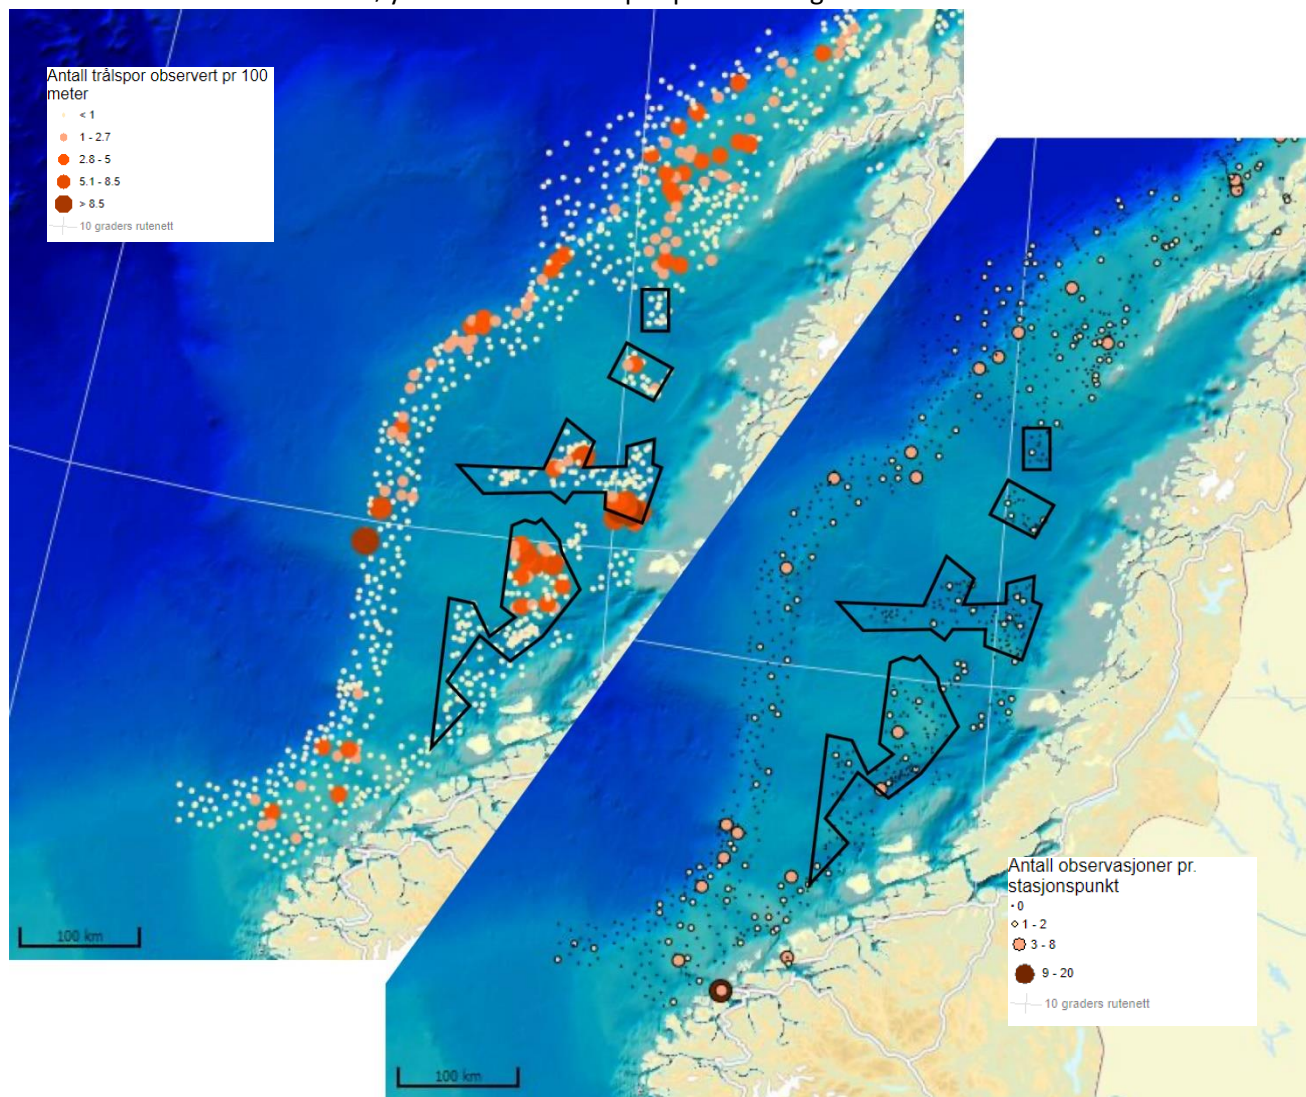 Antall trålspor observert pr 100
meter
< 1
1 - 2.7
2.8 - 5
5.1 - 8.5
> 8.5
10 graders rutenett
100 km
Antall observasjoner pr.
stasjonspunkt
0
1 - 2
3 - 8
9 - 20
10 graders rutenett
100 km